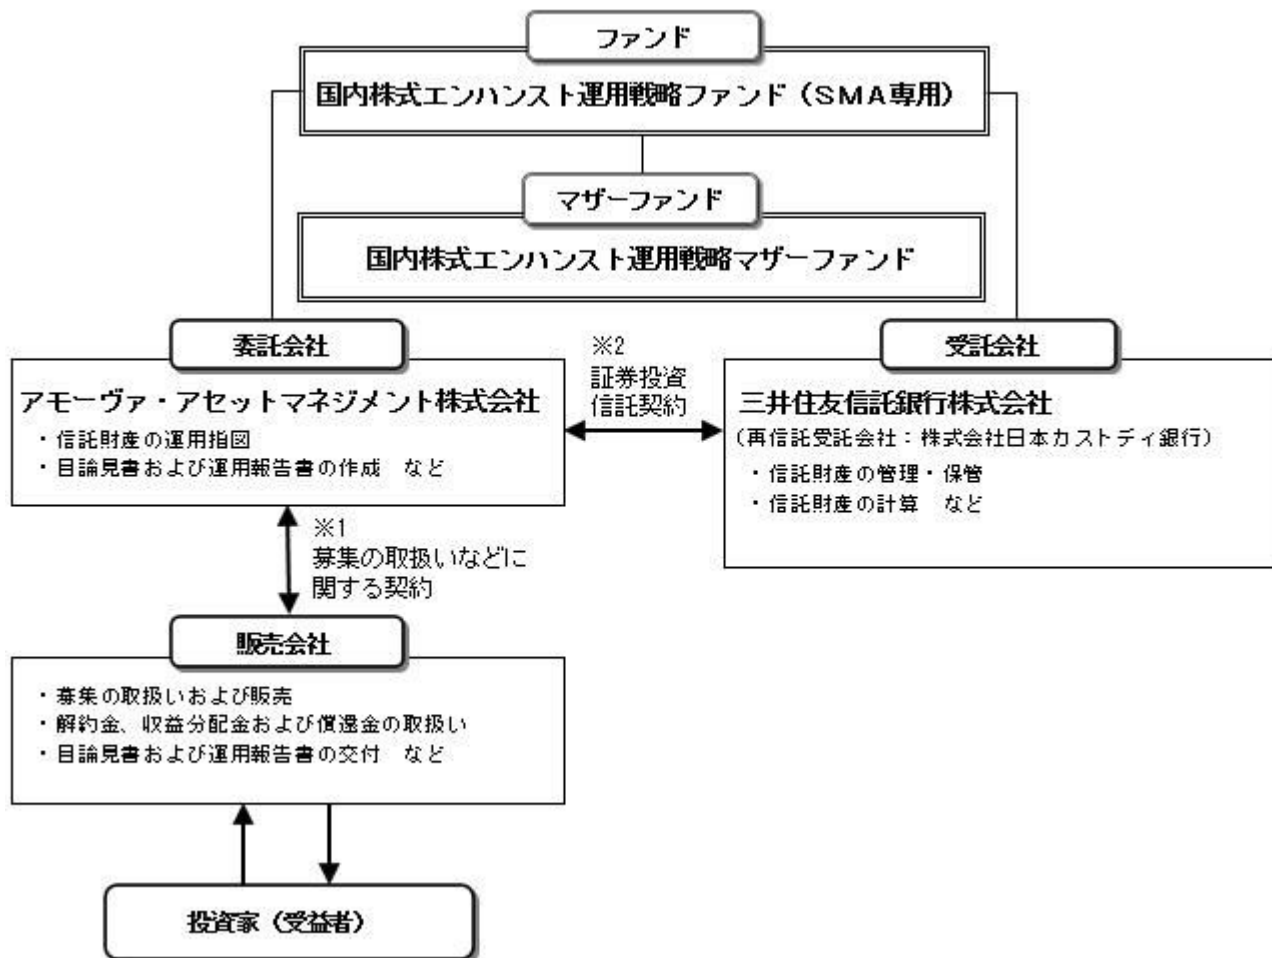 ファンド
国内株式エンハンスト運用戦略ファンド（ＳＭＡ専用）
マザーファンド
国内株式エンハンスト運用戦略マザーファンド
委託会社
アモーヴァ・アセットマネジメント株式会社
・信託財産の運用指図
・目論見書および運用報告書の作成　など
※2
証券投資
信託契約
受託会社
三井住友信託銀行株式会社
（再信託受託会社：株式会社日本カストディ銀行）
・信託財産の管理・保管
・信託財産の計算　など
※1
募集の取扱いなどに
関する契約
販売会社
・募集の取扱いおよび販売
・解約金、収益分配金および償還金の取扱い
・目論見書および運用報告書の交付　など
投資家（受益者）